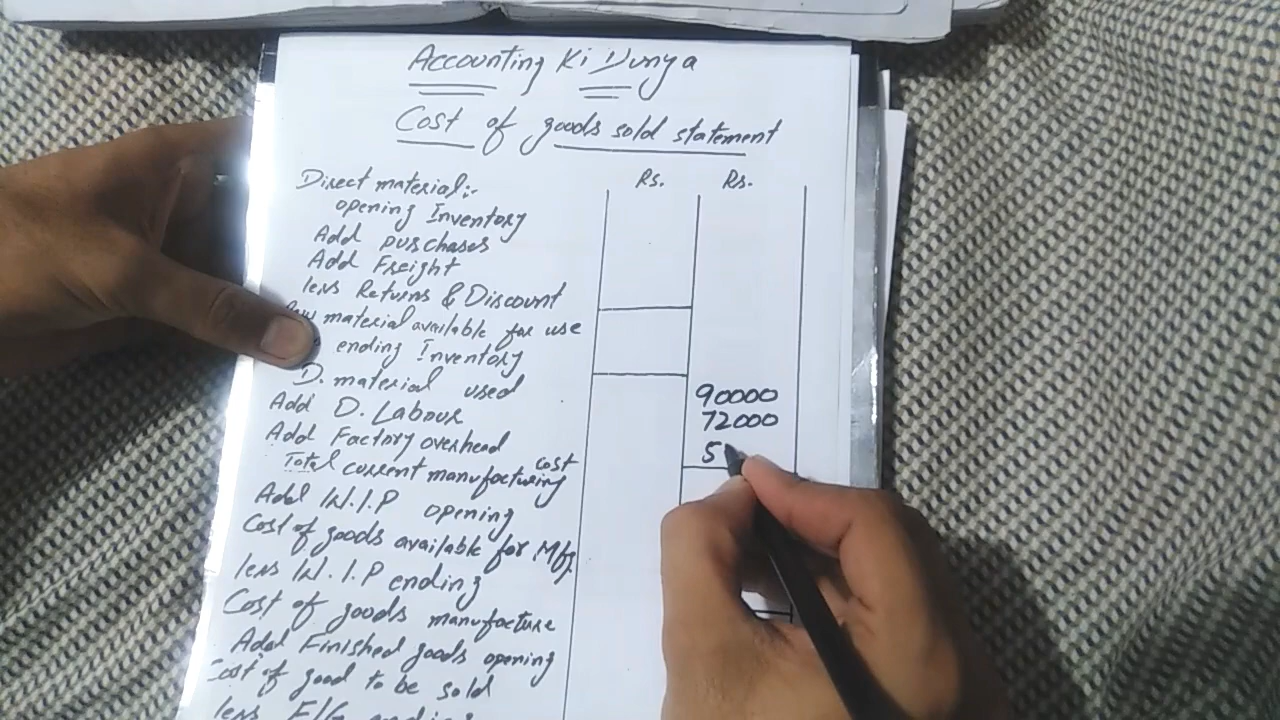 Accounting Ki Dunya
Cost of goods sold statement
Rs. Rs.
Direct material:-
opening Inventory
Add purchases
Add Freight
less Returns & Discount
material available for use
ending Inventory
D. material used 90000
Add D. Labour 72000
Add Factory overhead 5
Total current manufacturing cost
Add W.I.P opening
Cost of goods available for Mfg
less W.I.P ending
Cost of goods manufacture
Add Finished goods opening
Cost of good to be sold
less F/G ending